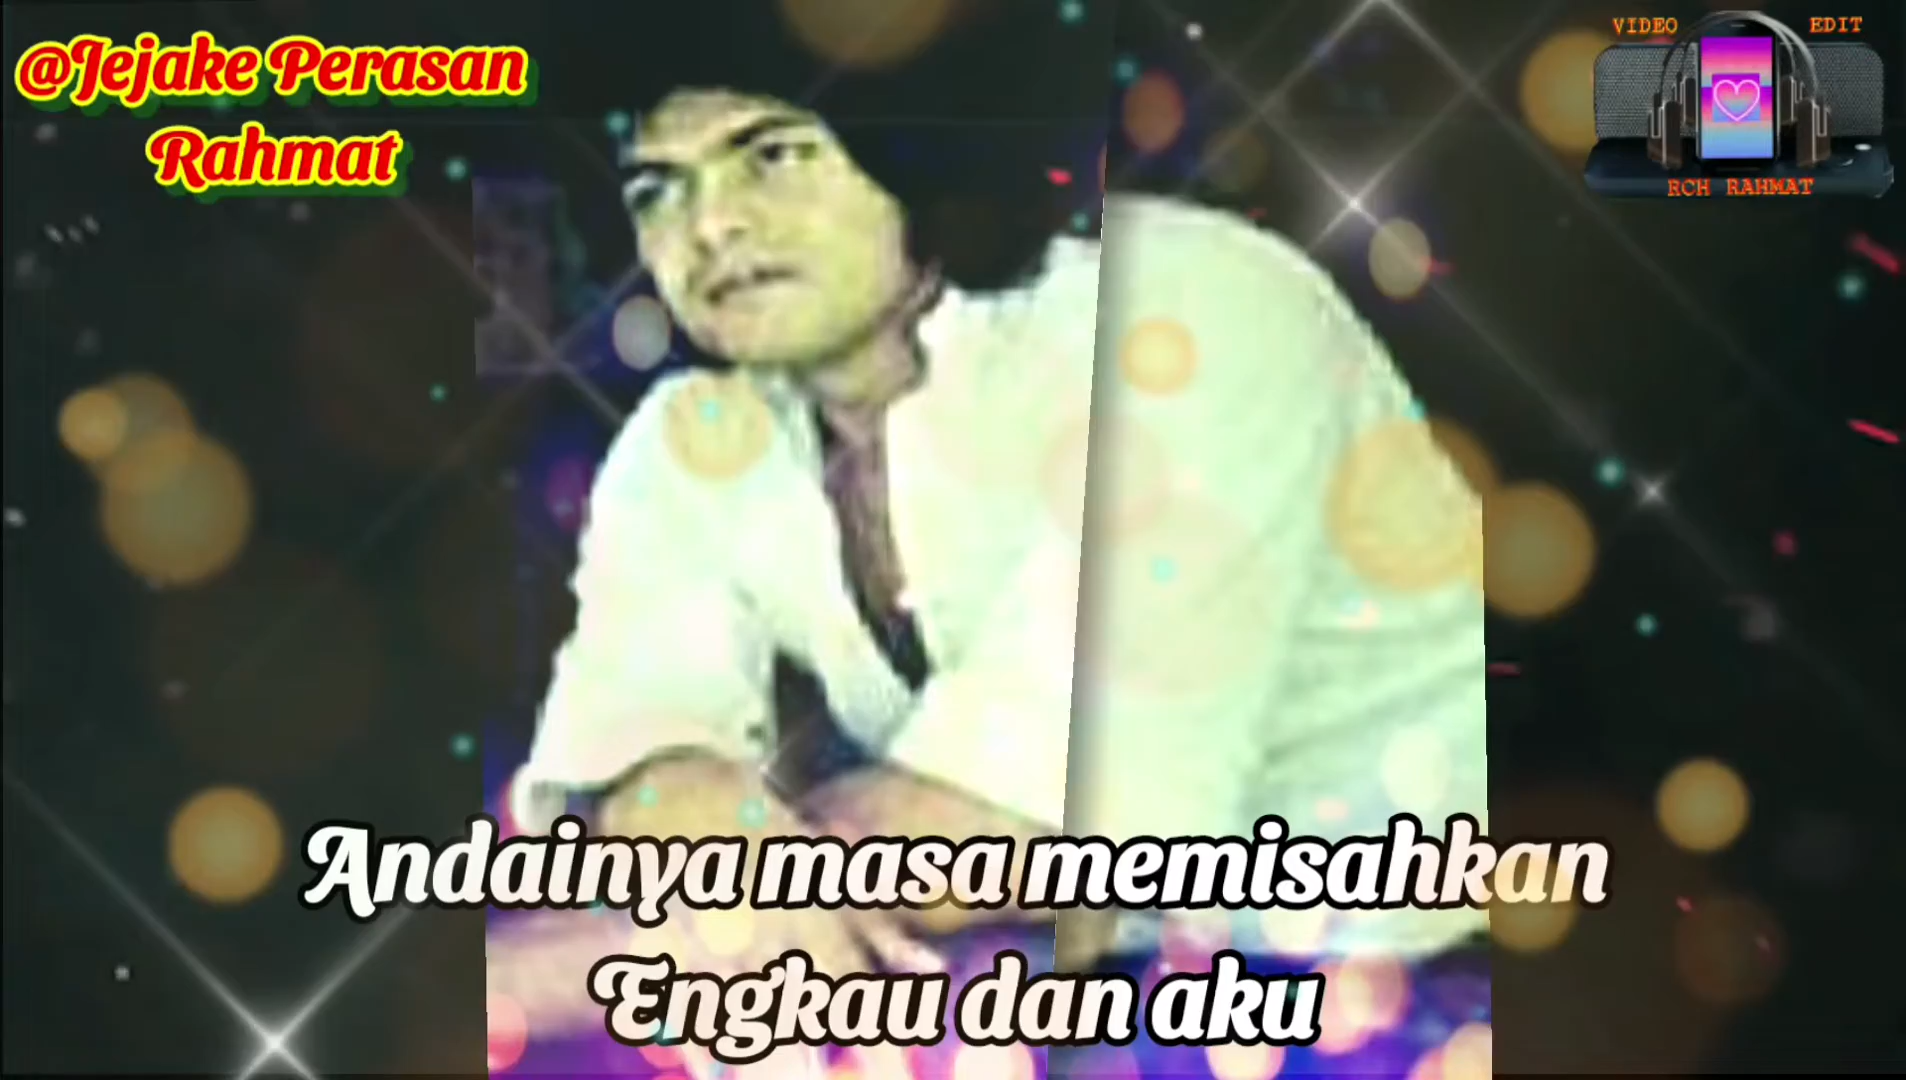 @Jejake Perasan
Rahmat
VIDEO EDIT
RCH RAHMAT
Andainya masa memisahkan
Engkau dan aku